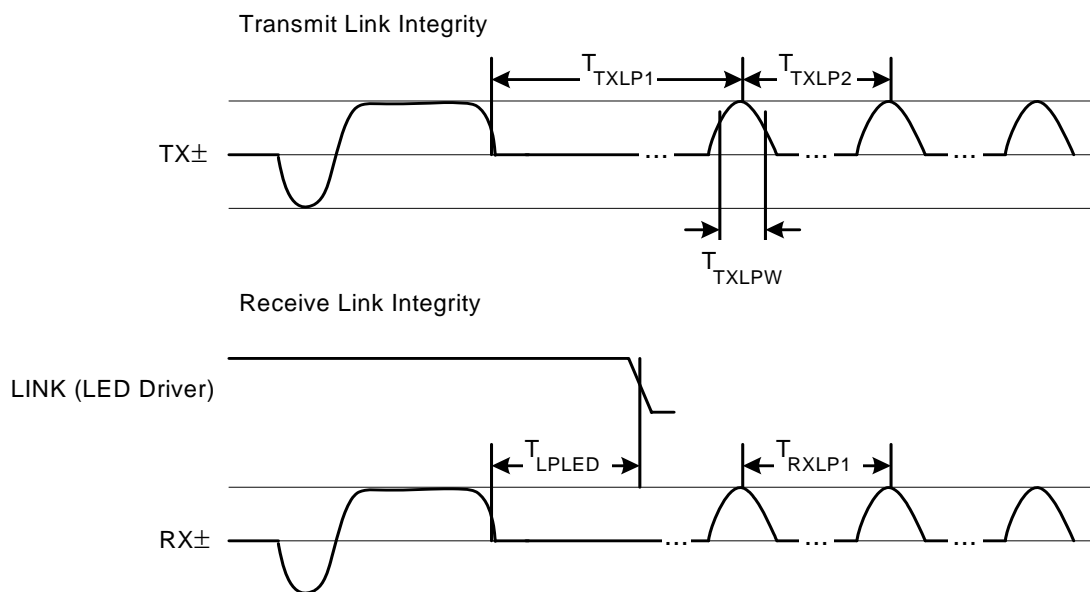 Transmit Link Integrity
TTXLP1 TTXLP2
TX±
... ... ...
TTXLPW
Receive Link Integrity
LINK (LED Driver)
TLPLED TRXLP1
RX±
... ... ...